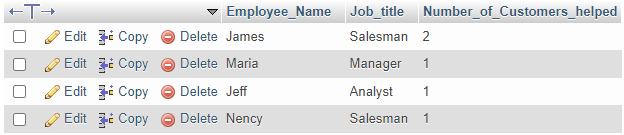 Employee_Name Job_title Number_of_Customers_helped
Edit Copy Delete James Salesman 2
Edit Copy Delete Maria Manager 1
Edit Copy Delete Jeff Analyst 1
Edit Copy Delete Nency Salesman 1